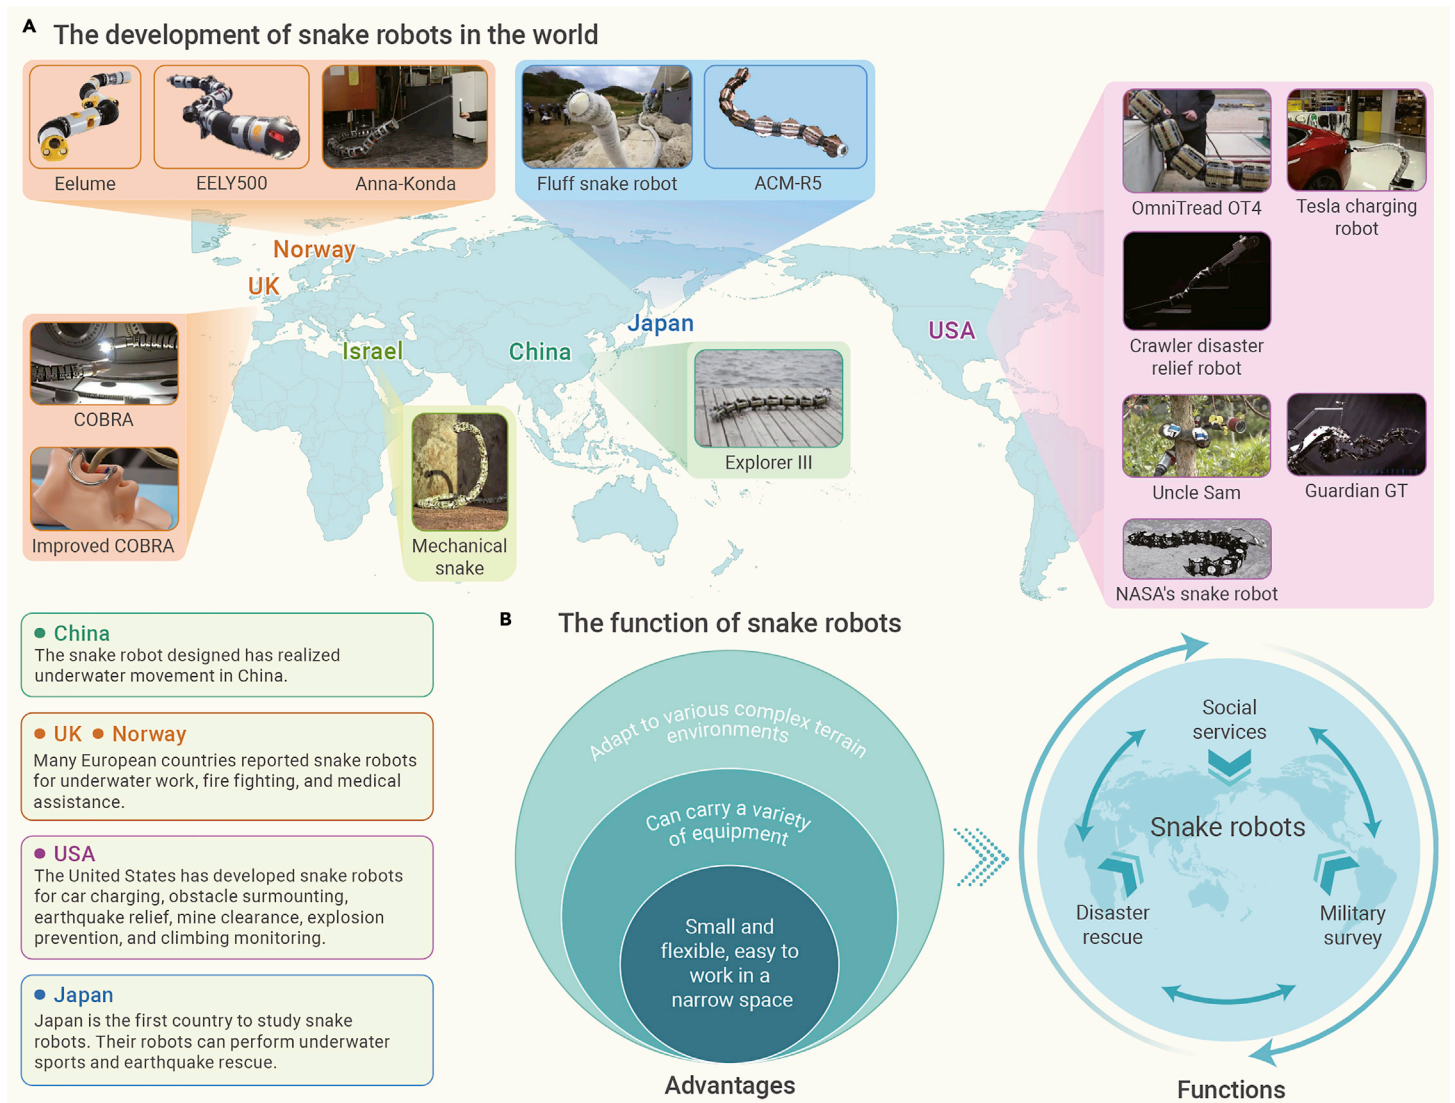 A
The development of snake robots in the world
Eelume
EELY500
Anna-Konda
Fluff snake robot
ACM-R5
OmniTread OT4
Tesla charging
robot
Crawler disaster
relief robot
Uncle Sam
Guardian GT
NASA's snake robot
Norway
UK
Israel
China
Japan
USA
COBRA
Improved COBRA
Mechanical
snake
Explorer III
China
The snake robot designed has realized
underwater movement in China.
UK
Norway
Many European countries reported snake robots
for underwater work, fire fighting, and medical
assistance.
USA
The United States has developed snake robots
for car charging, obstacle surmounting,
earthquake relief, mine clearance, explosion
prevention, and climbing monitoring.
Japan
Japan is the first country to study snake
robots. Their robots can perform underwater
sports and earthquake rescue.
B
The function of snake robots
Adapt to various complex terrain
environments
Can carry a variety
of equipment
Small and
flexible, easy to
work in a
narrow space
Advantages
Social
services
Snake robots
Disaster
rescue
Military
survey
Functions